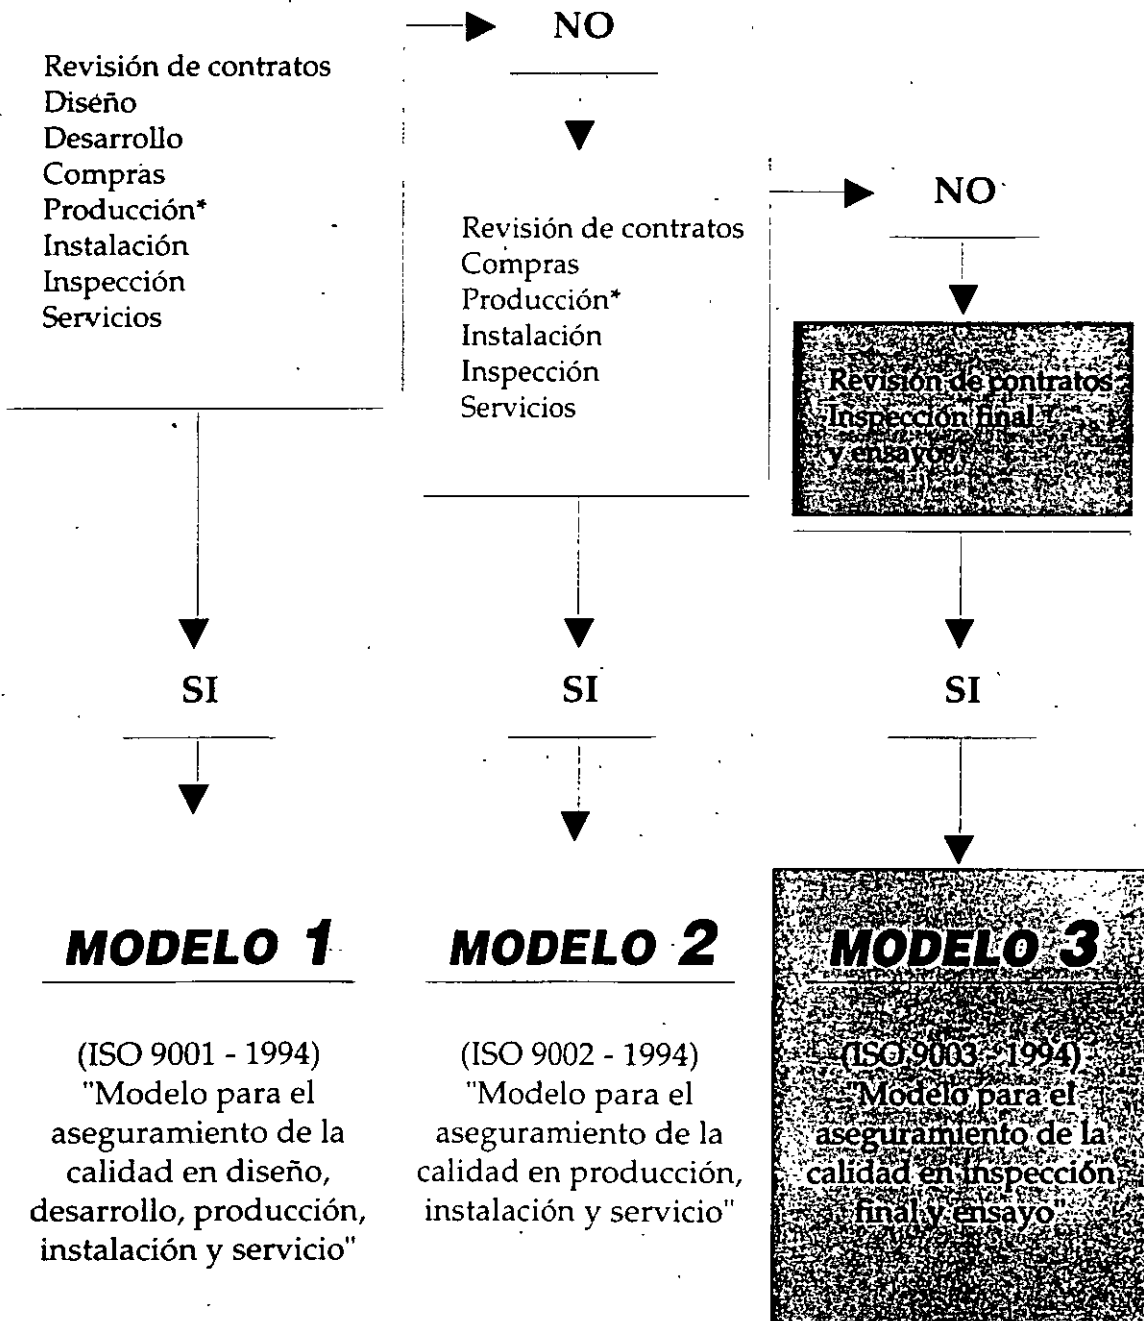 NO
Revisión de contratos
Diseño
Desarrollo
Compras
Producción*
Instalación
Inspección
Servicios
NO
Revisión de contratos
Compras
Producción*
Instalación
Inspección
Servicios
Revisión de contratos
Inspección final
y ensayos
SI
SI
SI
MODELO 1
(ISO 9001 - 1994)
"Modelo para el
aseguramiento de la
calidad en diseño,
desarrollo, producción,
instalación y servicio"
MODELO 2
(ISO 9002 - 1994)
"Modelo para el
aseguramiento de la
calidad en producción,
instalación y servicio"
MODELO 3
(ISO 9003 - 1994)
"Modelo para el
aseguramiento de la
calidad en inspección
final y ensayo"